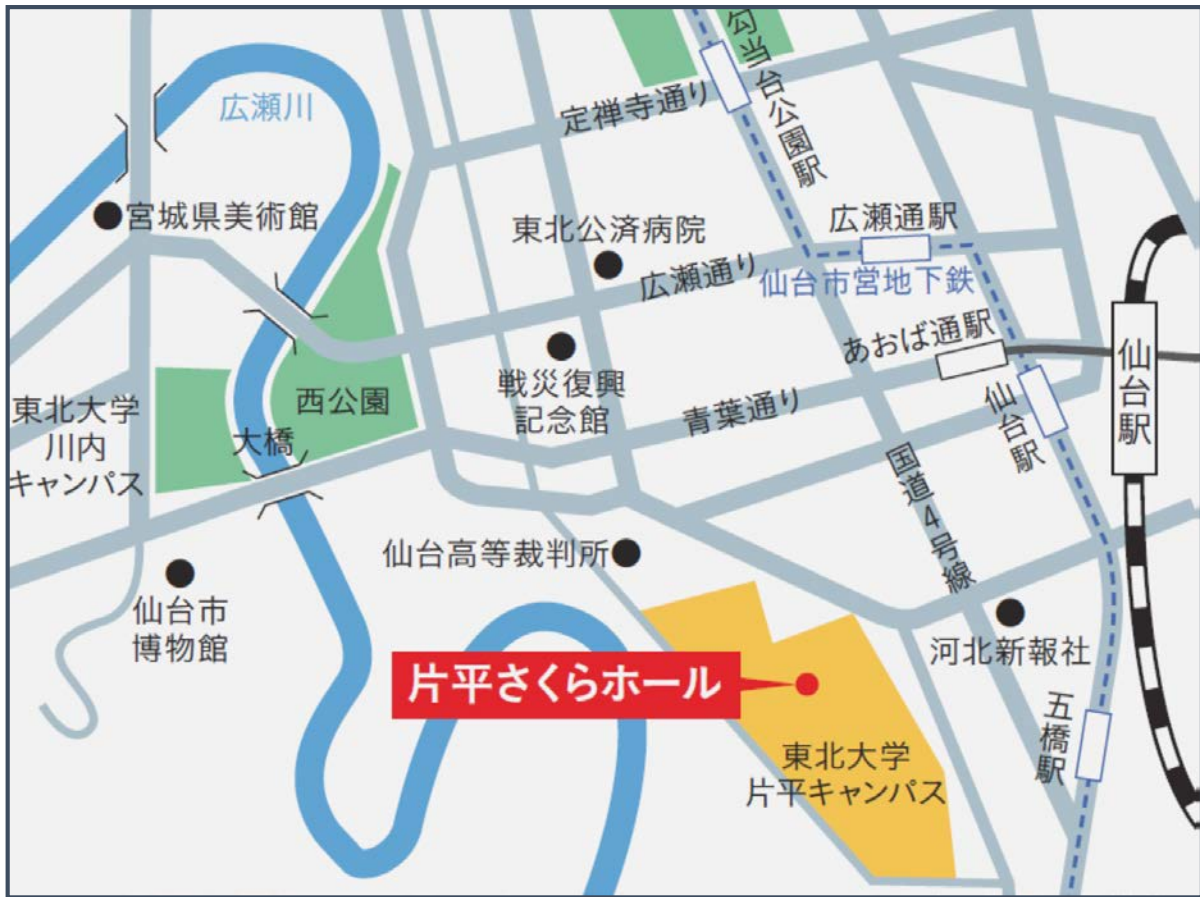 勾当台公園駅
広瀬川
定禅寺通り
宮城県美術館
東北公済病院
広瀬通駅
広瀬通り
仙台市営地下鉄
あおば通駅
仙台駅
戦災復興
記念館
西公園
青葉通り
仙台駅
東北大学
川内
キャンパス
大橋
国道4号線
仙台高等裁判所
仙台市
博物館
河北新報社
片平さくらホール
五橋駅
東北大学
片平キャンパス